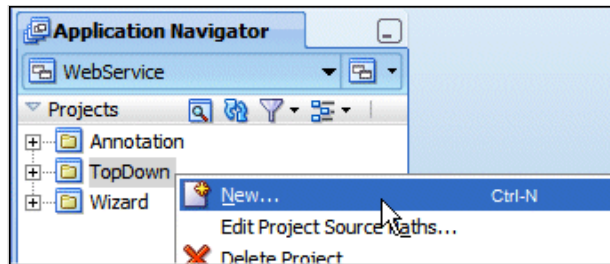 Application Navigator
WebService
Projects
Annotation
TopDown
Wizard
New... Ctrl-N
Edit Project Source Paths...
Delete Project